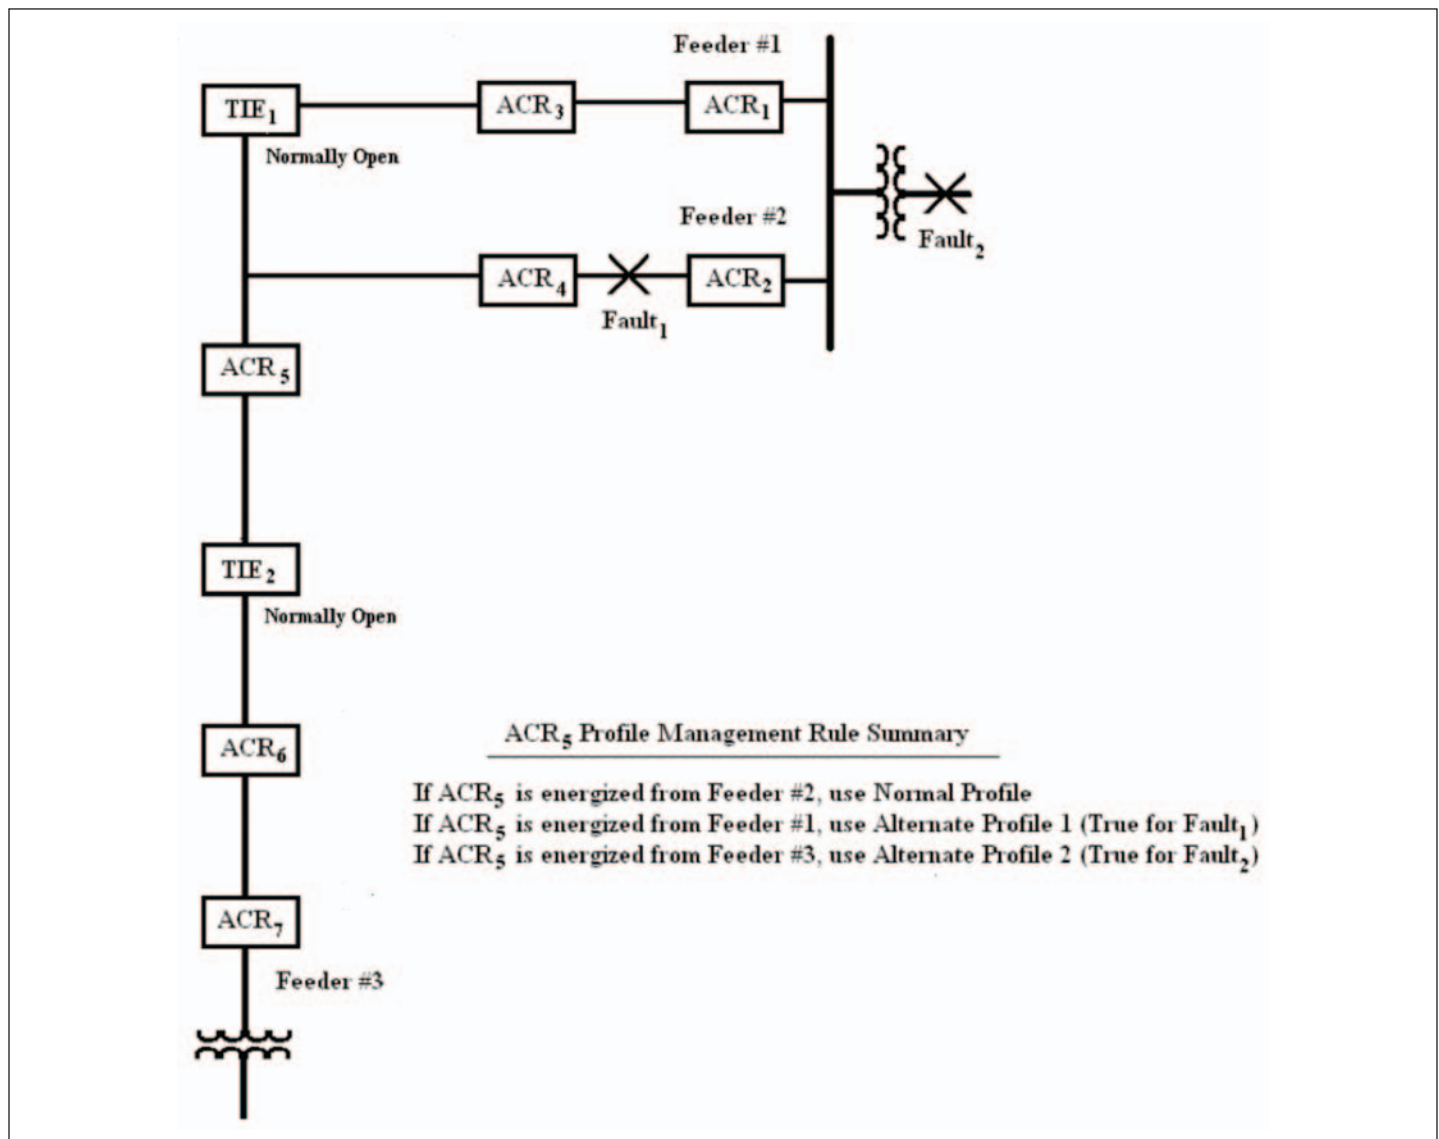 Feeder #1
TIE1
ACR3
ACR1
Normally Open
Feeder #2
Fault2
ACR4
ACR2
Fault1
ACR5
TIE2
Normally Open
ACR6
ACR5 Profile Management Rule Summary
If ACR5 is energized from Feeder #2, use Normal Profile
If ACR5 is energized from Feeder #1, use Alternate Profile 1 (True for Fault1)
If ACR5 is energized from Feeder #3, use Alternate Profile 2 (True for Fault2)
ACR7
Feeder #3